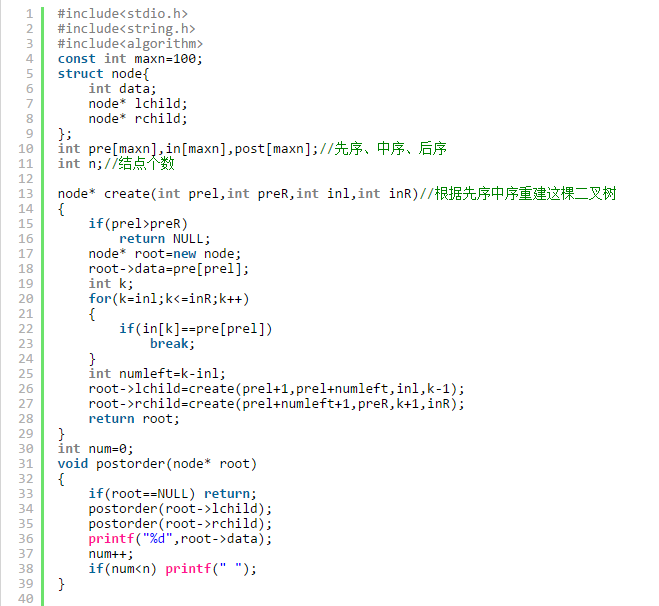 1 #include<stdio.h>
2 #include<string.h>
3 #include<algorithm>
4 const int maxn=100;
5 struct node{
6     int data;
7     node* lchild;
8     node* rchild;
9 };
10 int pre[maxn],in[maxn],post[maxn];//先序、中序、后序
11 int n;//结点个数
12
13 node* create(int prel,int preR,int inl,int inR)//根据先序中序重建这棵二叉树
14 {
15     if(prel>preR)
16         return NULL;
17     node* root=new node;
18     root->data=pre[prel];
19     int k;
20     for(k=inl;k<=inR;k++)
21     {
22         if(in[k]==pre[prel])
23             break;
24     }
25     int numleft=k-inl;
26     root->lchild=create(prel+1,prel+numleft,inl,k-1);
27     root->rchild=create(prel+numleft+1,preR,k+1,inR);
28     return root;
29 }
30 int num=0;
31 void postorder(node* root)
32 {
33     if(root==NULL) return;
34     postorder(root->lchild);
35     postorder(root->rchild);
36     printf("%d",root->data);
37     num++;
38     if(num<n) printf(" ");
39 }
40